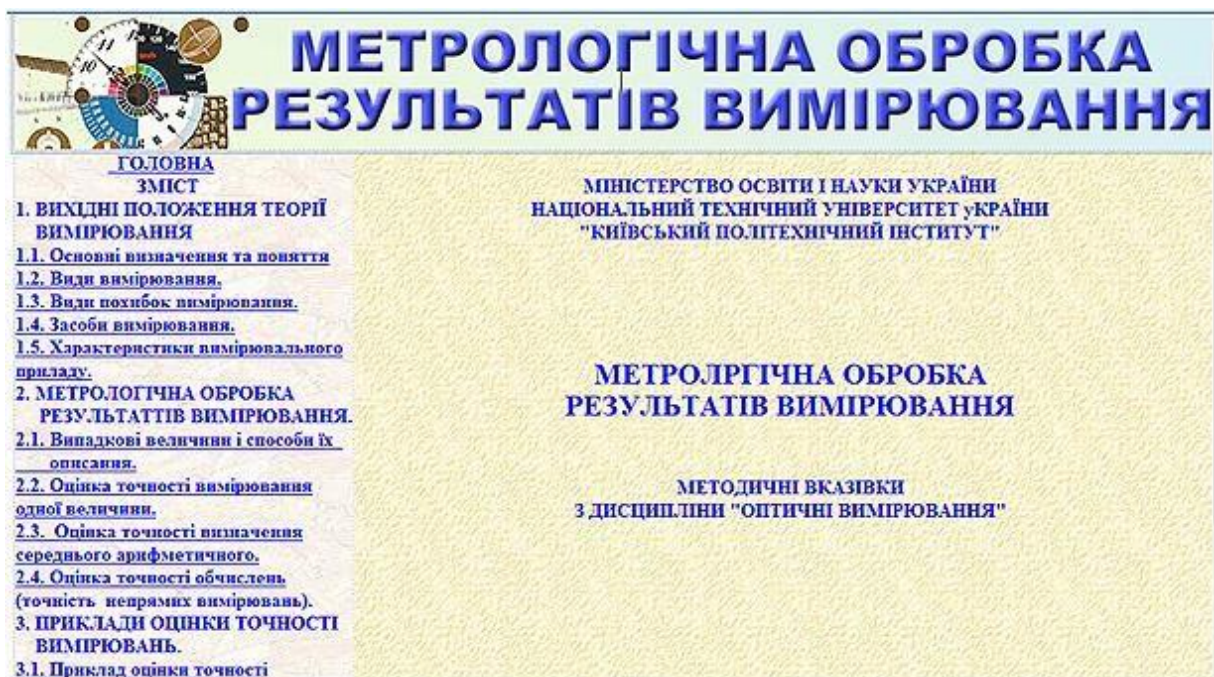 МЕТРОЛОГІЧНА ОБРОБКА
РЕЗУЛЬТАТІВ ВИМІРЮВАННЯ
ГОЛОВНА
ЗМІСТ
1. ВИХІДНІ ПОЛОЖЕННЯ ТЕОРІЇ
ВИМІРЮВАННЯ
1.1. Основні визначення та поняття
1.2. Види вимірювання.
1.3. Види похибок вимірювання.
1.4. Засоби вимірювання.
1.5. Характеристики вимірювального
приладу.
2. МЕТРОЛОГІЧНА ОБРОБКА
РЕЗУЛЬТАТТІВ ВИМІРЮВАННЯ.
2.1. Випадкові величини і способи їх
описання.
2.2. Оцінка точності вимірювання
одної величини.
2.3. Оцінка точності визначення
середнього арифметичного.
2.4. Оцінка точності обчислень
(точність непрямих вимірювань).
3. ПРИКЛАДИ ОЦІНКИ ТОЧНОСТІ
ВИМІРЮВАНЬ.
3.1. Приклад оцінки точності
МІНІСТЕРСТВО ОСВІТИ І НАУКИ УКРАЇНИ
НАЦІОНАЛЬНИЙ ТЕХНІЧНИЙ УНІВЕРСИТЕТ уКРАЇНИ
"КИЇВСЬКИЙ ПОЛІТЕХНІЧНИЙ ІНСТИТУТ"
МЕТРОЛРГІЧНА ОБРОБКА
РЕЗУЛЬТАТІВ ВИМІРЮВАННЯ
МЕТОДИЧНІ ВКАЗІВКИ
З ДИСЦИПЛІНИ "ОПТИЧНІ ВИМІРЮВАННЯ"